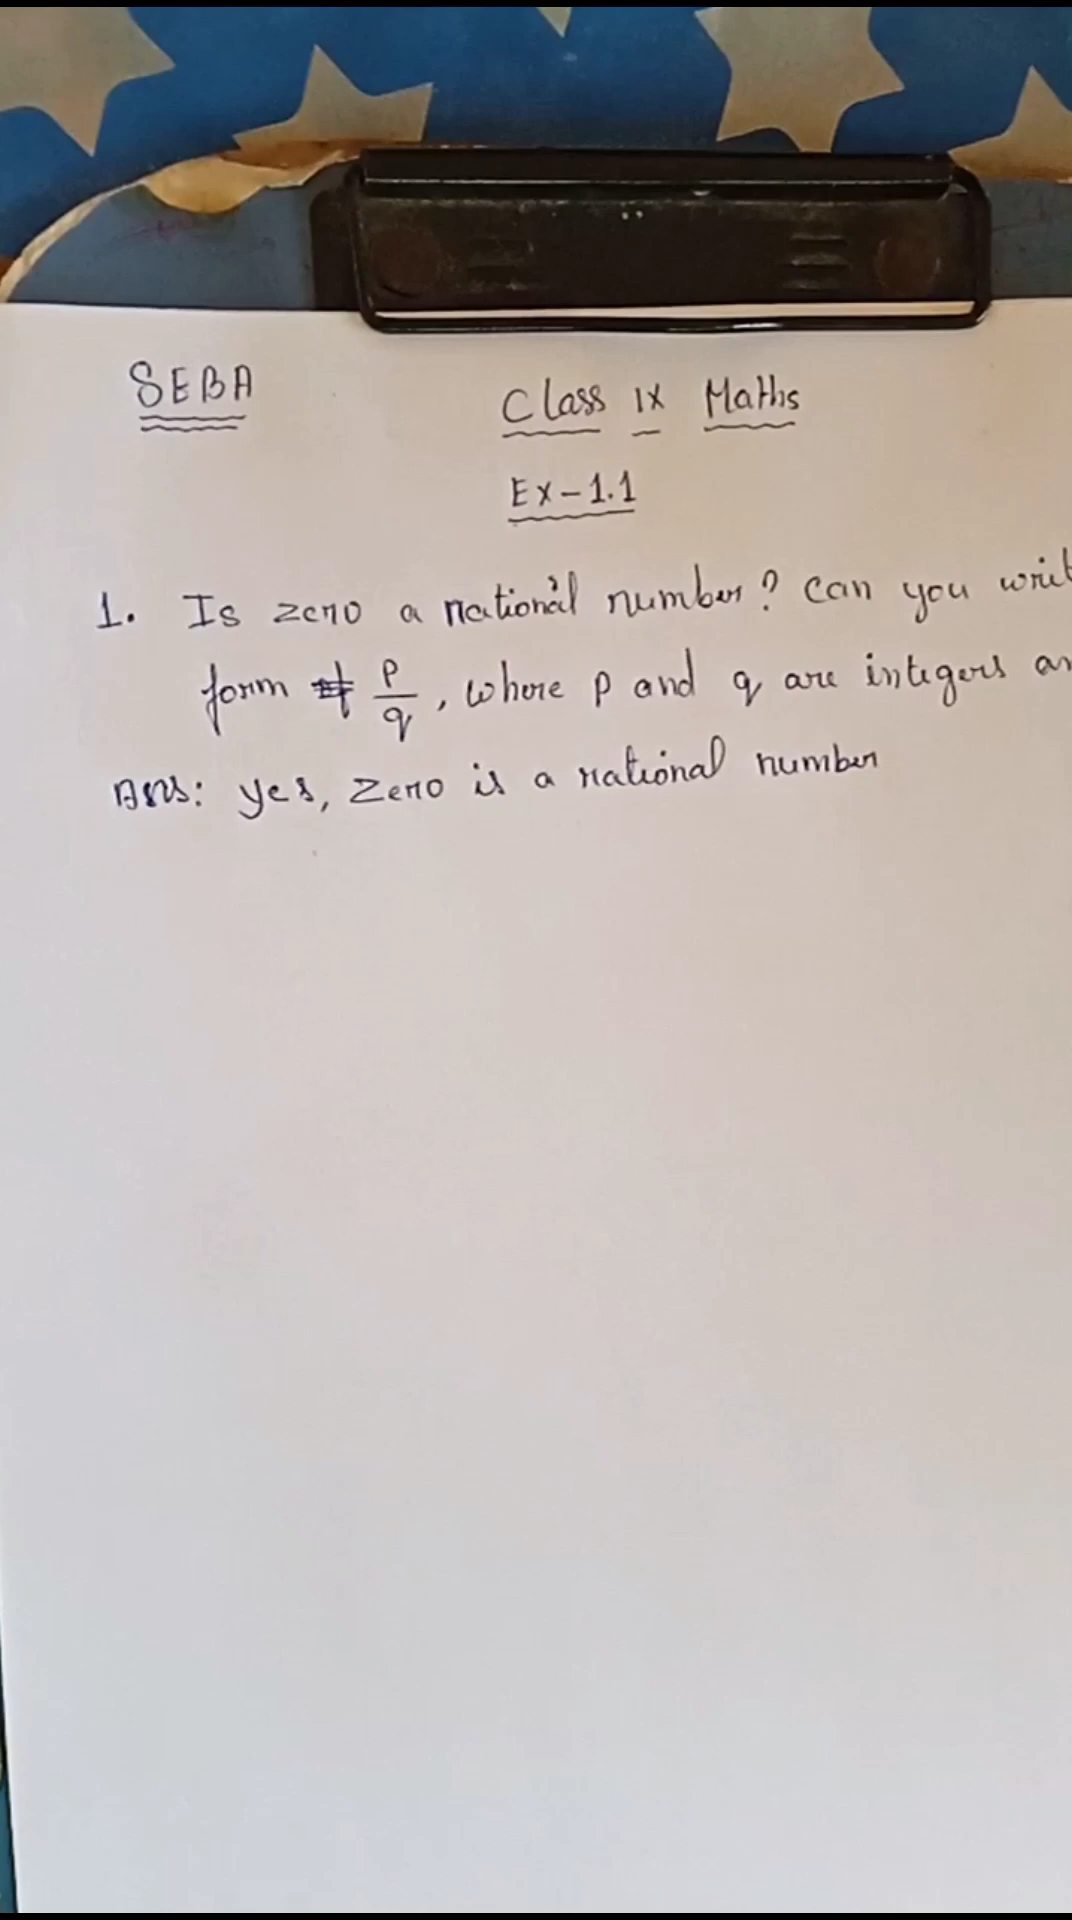 SEBA
Class IX Maths
Ex-1.1
1. Is zero a rational number? Can you
form p/q, where p and q are integers
Ans: yes, Zero is a rational number